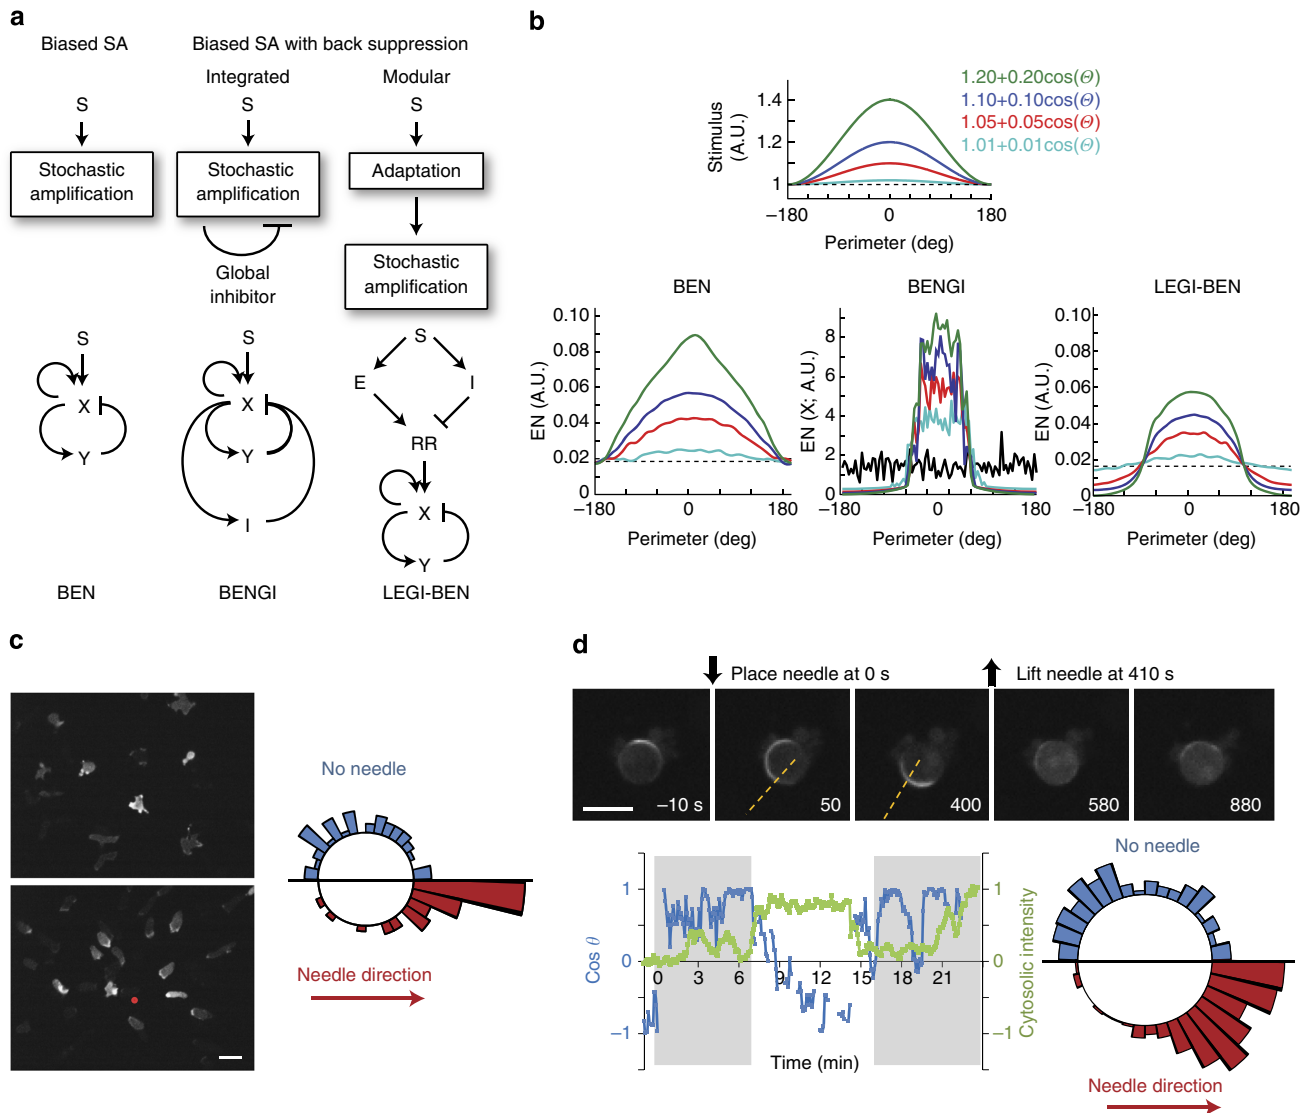 a
Biased SA
Biased SA with back suppression
Integrated
Modular
S
S
S
Stochastic
amplification
Stochastic
amplification
Adaptation
Global
inhibitor
Stochastic
amplification
S
X
Y
BEN
S
X
Y
I
BENGI
S
E
I
RR
X
Y
LEGI-BEN
b
1.20+0.20cos(Θ)
1.10+0.10cos(Θ)
1.05+0.05cos(Θ)
1.01+0.01cos(Θ)
Stimulus
(A.U.)
1.4
1.2
1
−180
0
180
Perimeter (deg)
BEN
EN (A.U.)
0.10
0.08
0.06
0.04
0.02
0
−180
0
180
Perimeter (deg)
BENGI
EN (X; A.U.)
8
6
4
2
0
−180
0
180
Perimeter (deg)
LEGI-BEN
EN (A.U.)
0.10
0.08
0.06
0.04
0.02
0
−180
0
180
Perimeter (deg)
c
No needle
Needle direction
d
Place needle at 0 s
Lift needle at 410 s
−10 s
50
400
580
880
Cos θ
1
0
−1
0 3 6 9 12 15 18 21
Time (min)
1
0
−1
Cytosolic intensity
No needle
Needle direction